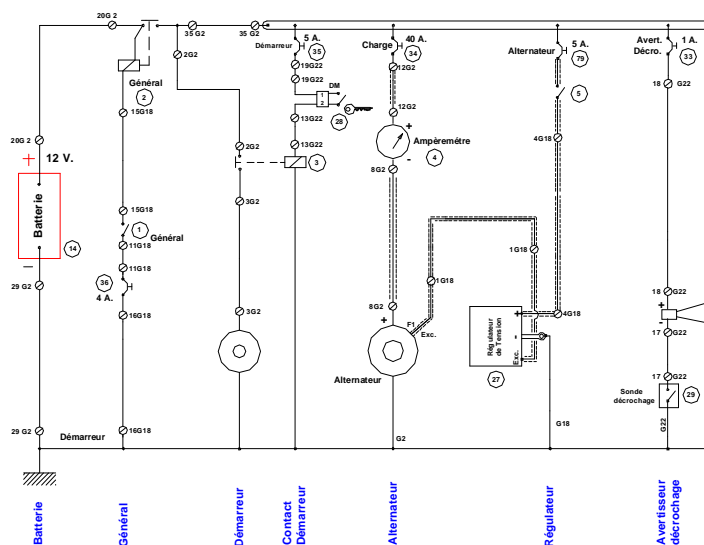 20G 2
35 G2
35 G2
2G2
5 A.
Démarreur
35
40 A.
Charge
34
5 A.
Alternateur
79
Avert.
Décro.
1 A.
33
19G22
19G22
12G2
18
G22
Général
2
DM
1
2
28
5
15G18
12G2
13G22
+
Ampèremétre
4
-
4G18
20G 2
2G2
13G22
3
8G2
+
12 V.
Batterie
14
–
15G18
1
Général
11G18
3G2
1G18
1G18
11G18
36
4 A.
29 G2
16G18
3G2
8G2
+
F1
Exc.
Alternateur
+
-
Exc.
Régulateur
de Tension
27
4G18
18
G22
+
-
17
G22
17
G22
Sonde
décrochage
29
29 G2
16G18
Démarreur
G2
G18
G22
Batterie
Général
Démarreur
Contact
Démarreur
Alternateur
Régulateur
Avertisseur
décrochage